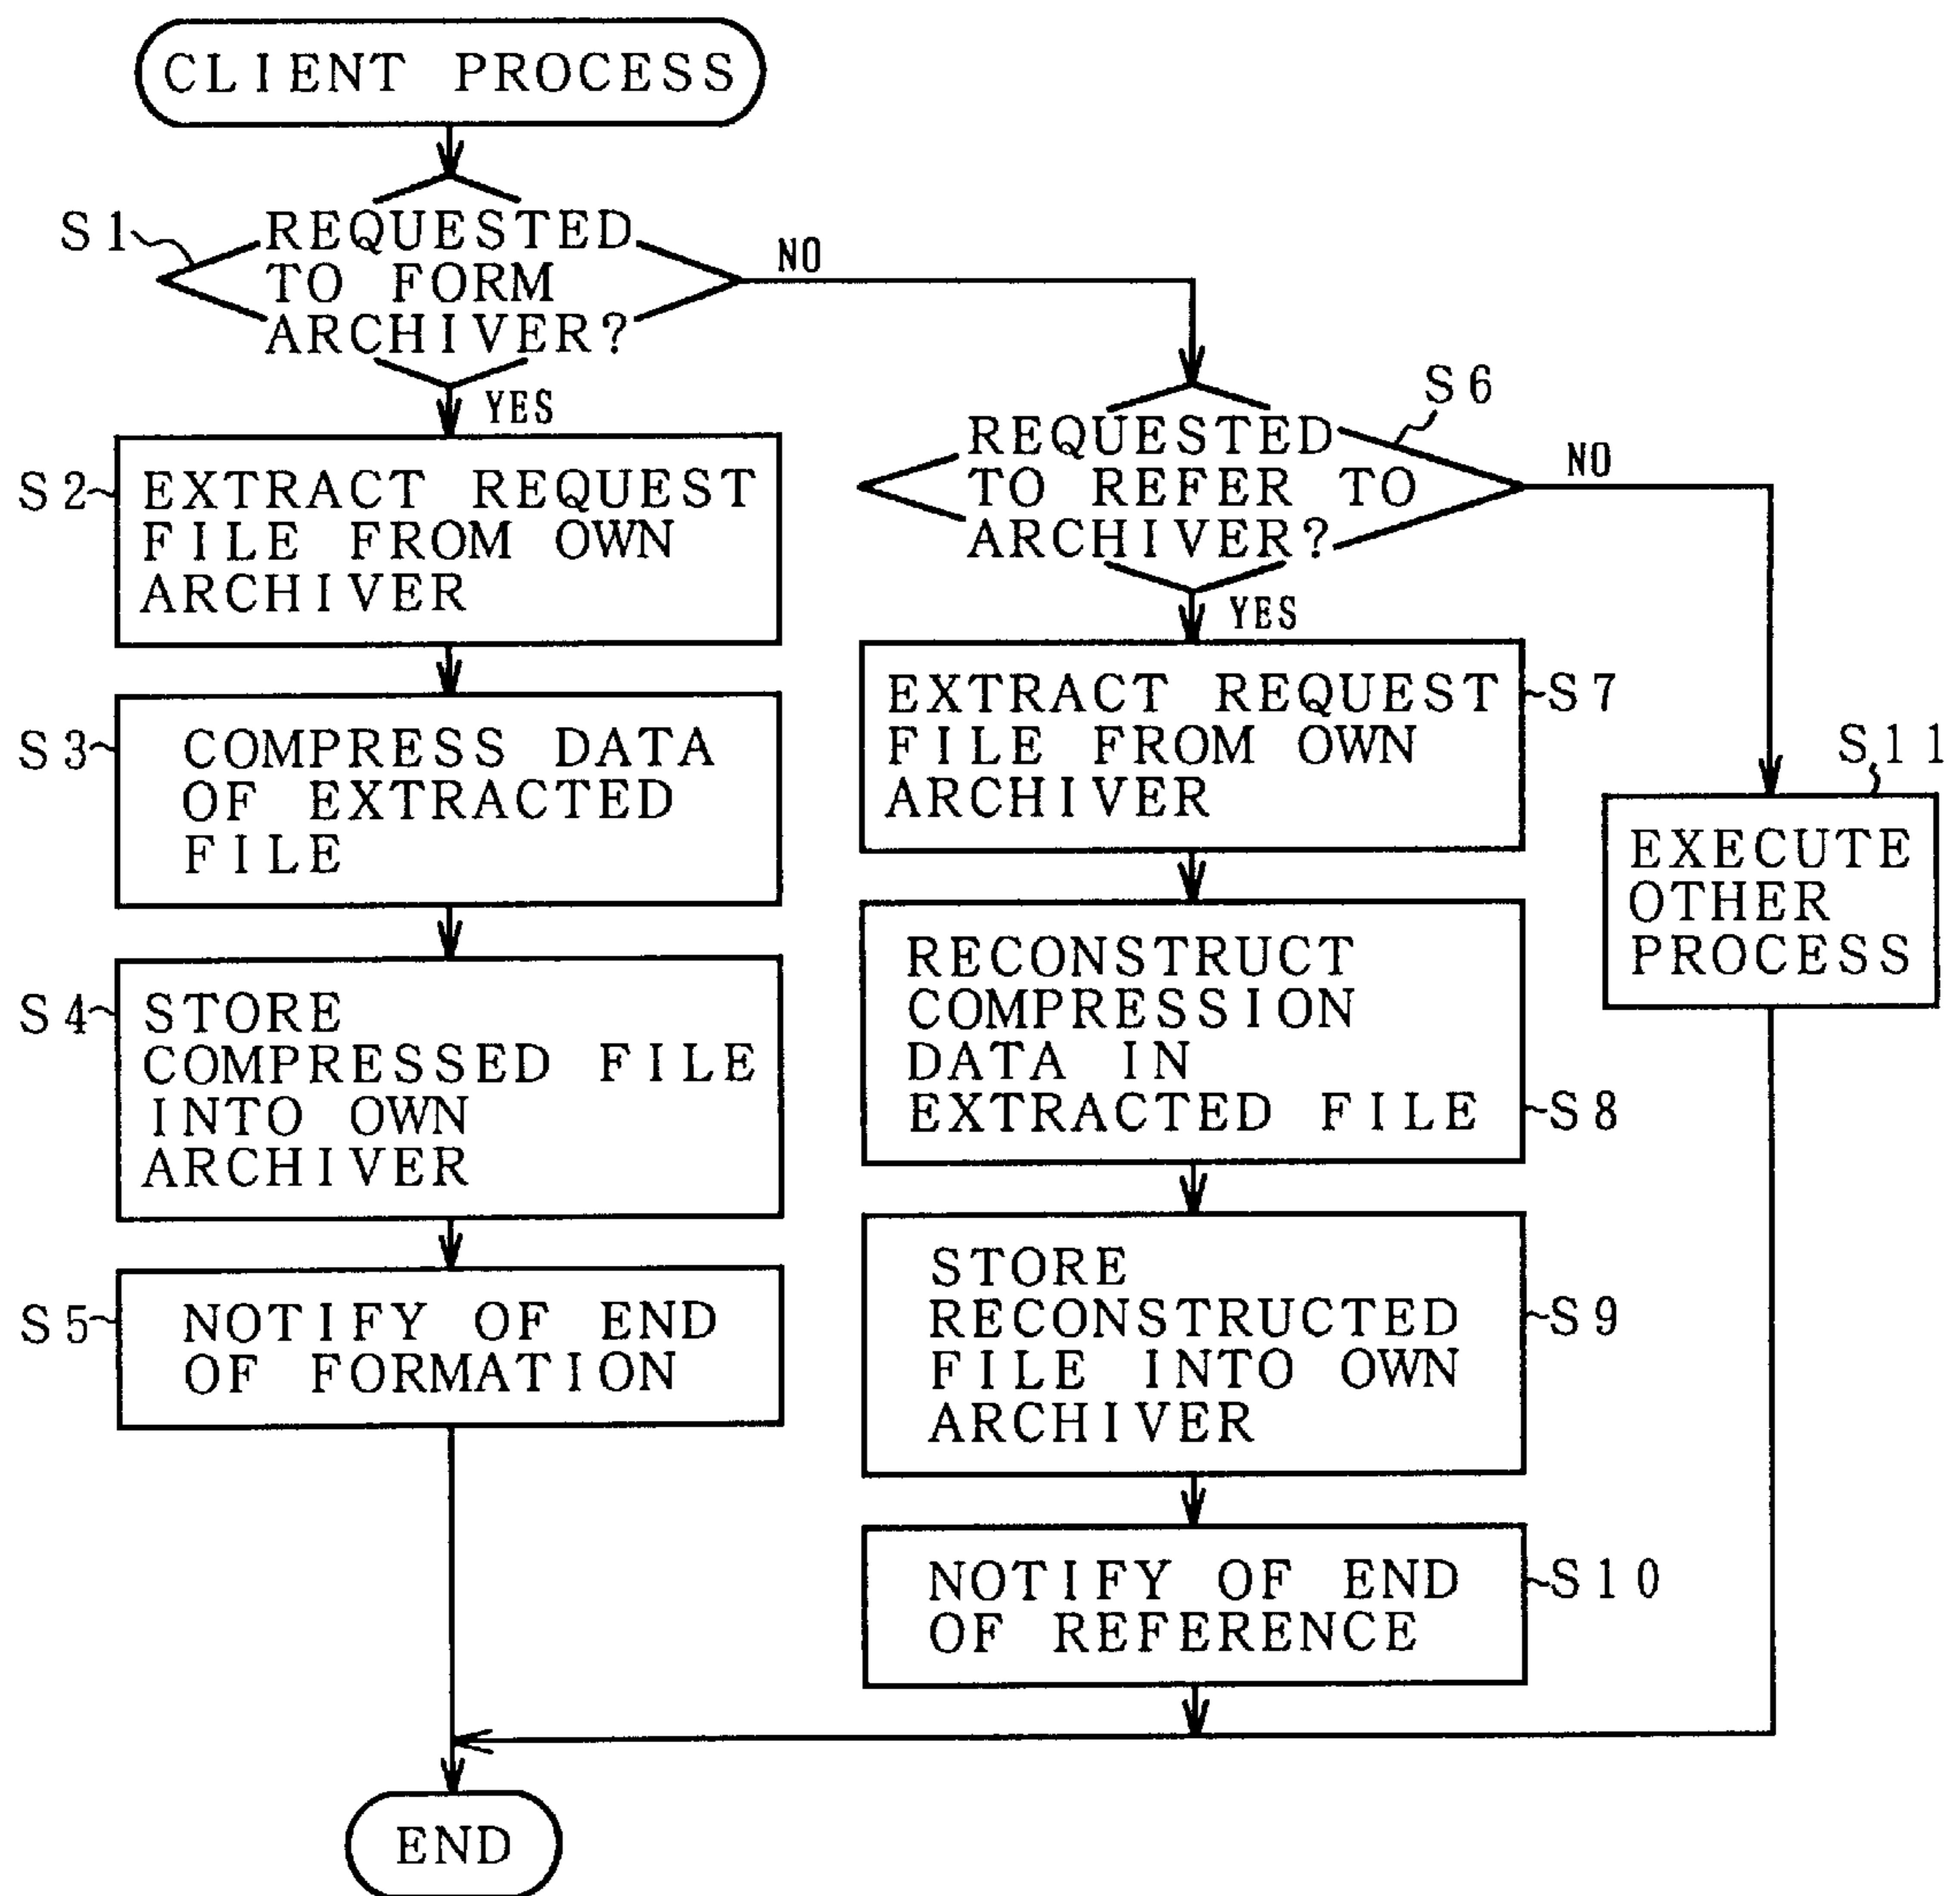 CLIENT PROCESS
S1
REQUESTED
TO FORM
ARCHIVER?
NO
YES
S2
EXTRACT REQUEST
FILE FROM OWN
ARCHIVER
S3
COMPRESS DATA
OF EXTRACTED
FILE
S4
STORE
COMPRESSED FILE
INTO OWN
ARCHIVER
S5
NOTIFY OF END
OF FORMATION
S6
REQUESTED
TO REFER TO
ARCHIVER?
NO
YES
EXTRACT REQUEST
FILE FROM OWN
ARCHIVER
S7
RECONSTRUCT
COMPRESSION
DATA IN
EXTRACTED FILE
S8
STORE
RECONSTRUCTED
FILE INTO OWN
ARCHIVER
S9
NOTIFY OF END
OF REFERENCE
S10
S11
EXECUTE
OTHER
PROCESS
END